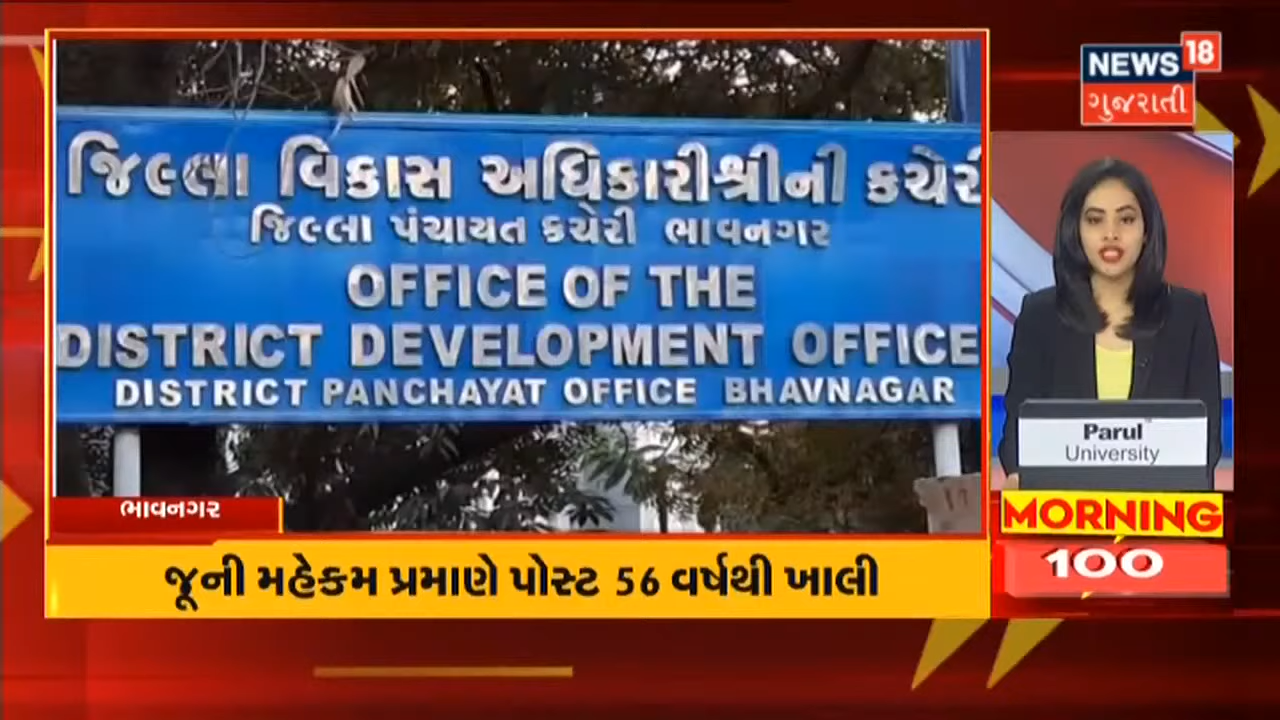 જિલ્લા વિકાસ અધિકારીશ્રીની કચેરી
જિલ્લા પંચાયત કચેરી ભાવનગર
OFFICE OF THE
DISTRICT DEVELOPMENT OFFICE
DISTRICT PANCHAYAT OFFICE BHAVNAGAR
ભાવનગર
જૂની મહેકમ પ્રમાણે પોસ્ટ 56 વર્ષથી ખાલી
NEWS 18
ગુજરાતી
Parul
University
MORNING
100